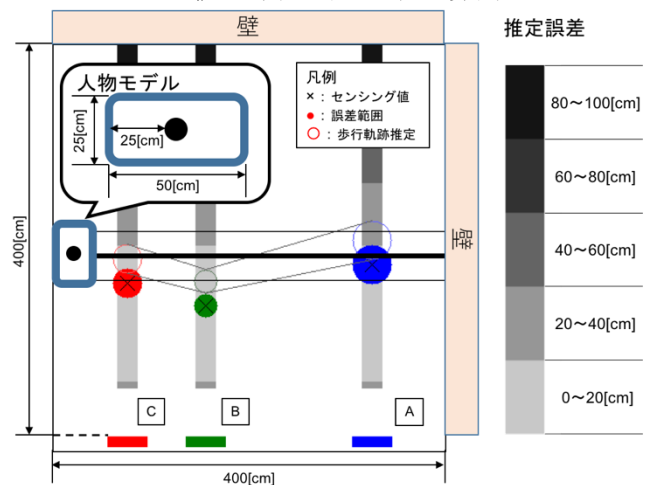 壁
推定誤差
人物モデル
25[cm]
25[cm]
50[cm]
凡例
× : センシング値
● : 誤差範囲
○ : 歩行軌跡推定
80～100[cm]
60～80[cm]
40～60[cm]
20～40[cm]
0～20[cm]
壁
400[cm]
C
B
A
400[cm]